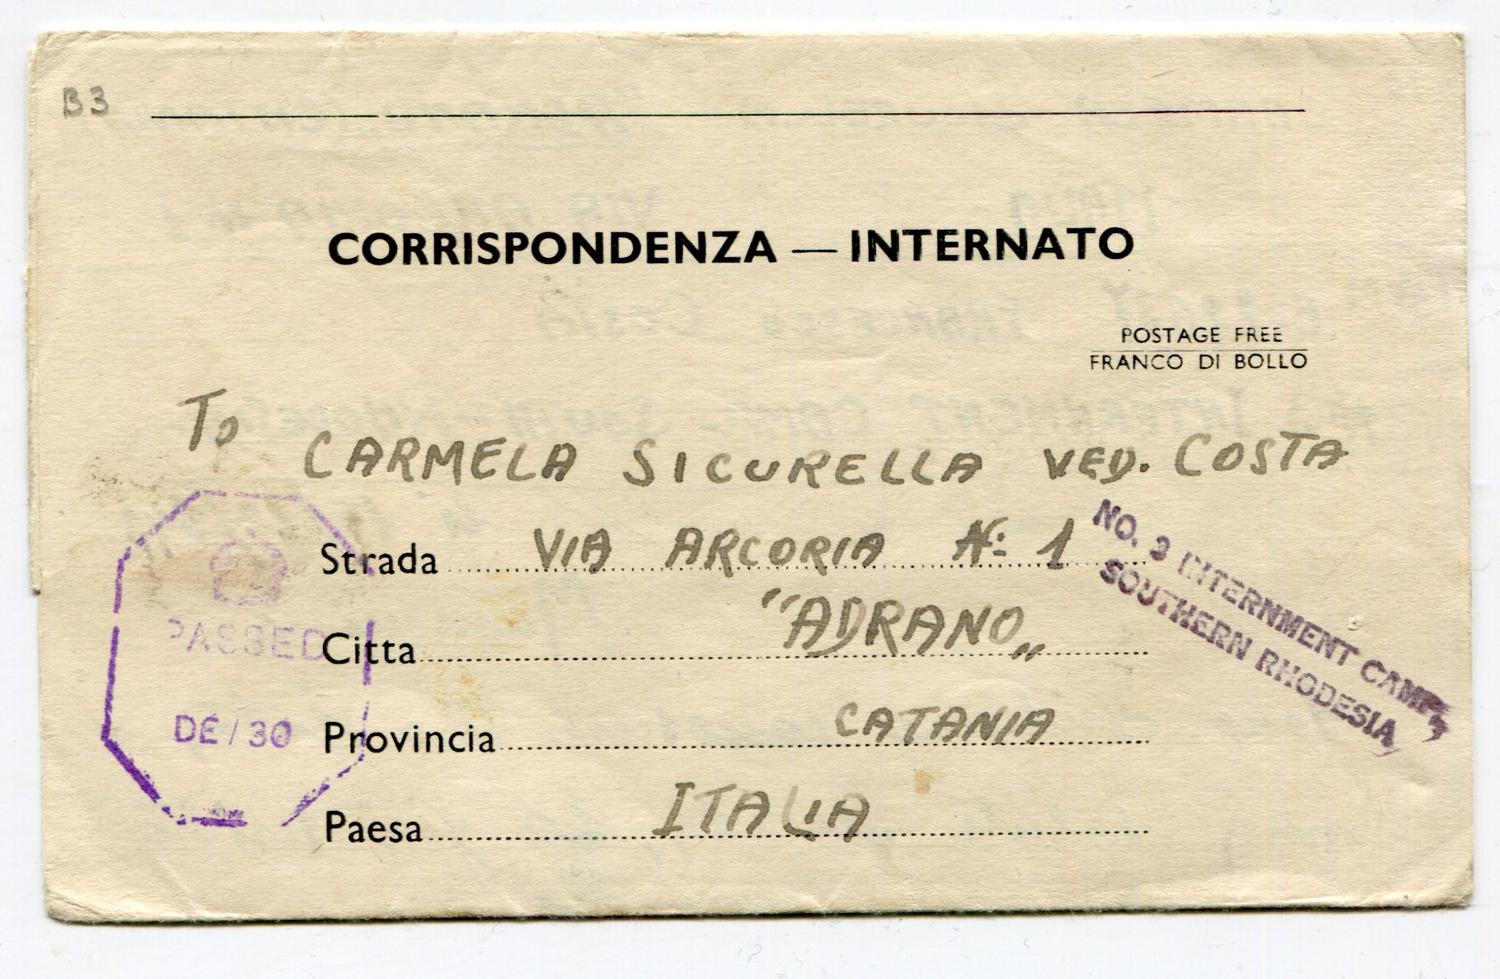 B3
CORRISPONDENZA — INTERNATO
POSTAGE FREE
FRANCO DI BOLLO
To CARMELA SICURELLA VED. COSTA
Strada VIA ARCORIA N: 1
Citta "ADRANO„
Provincia CATANIA
Paesa ITALIA
NO. 3 INTERNMENT CAMP,
SOUTHERN RHODESIA
PASSED
DE/30